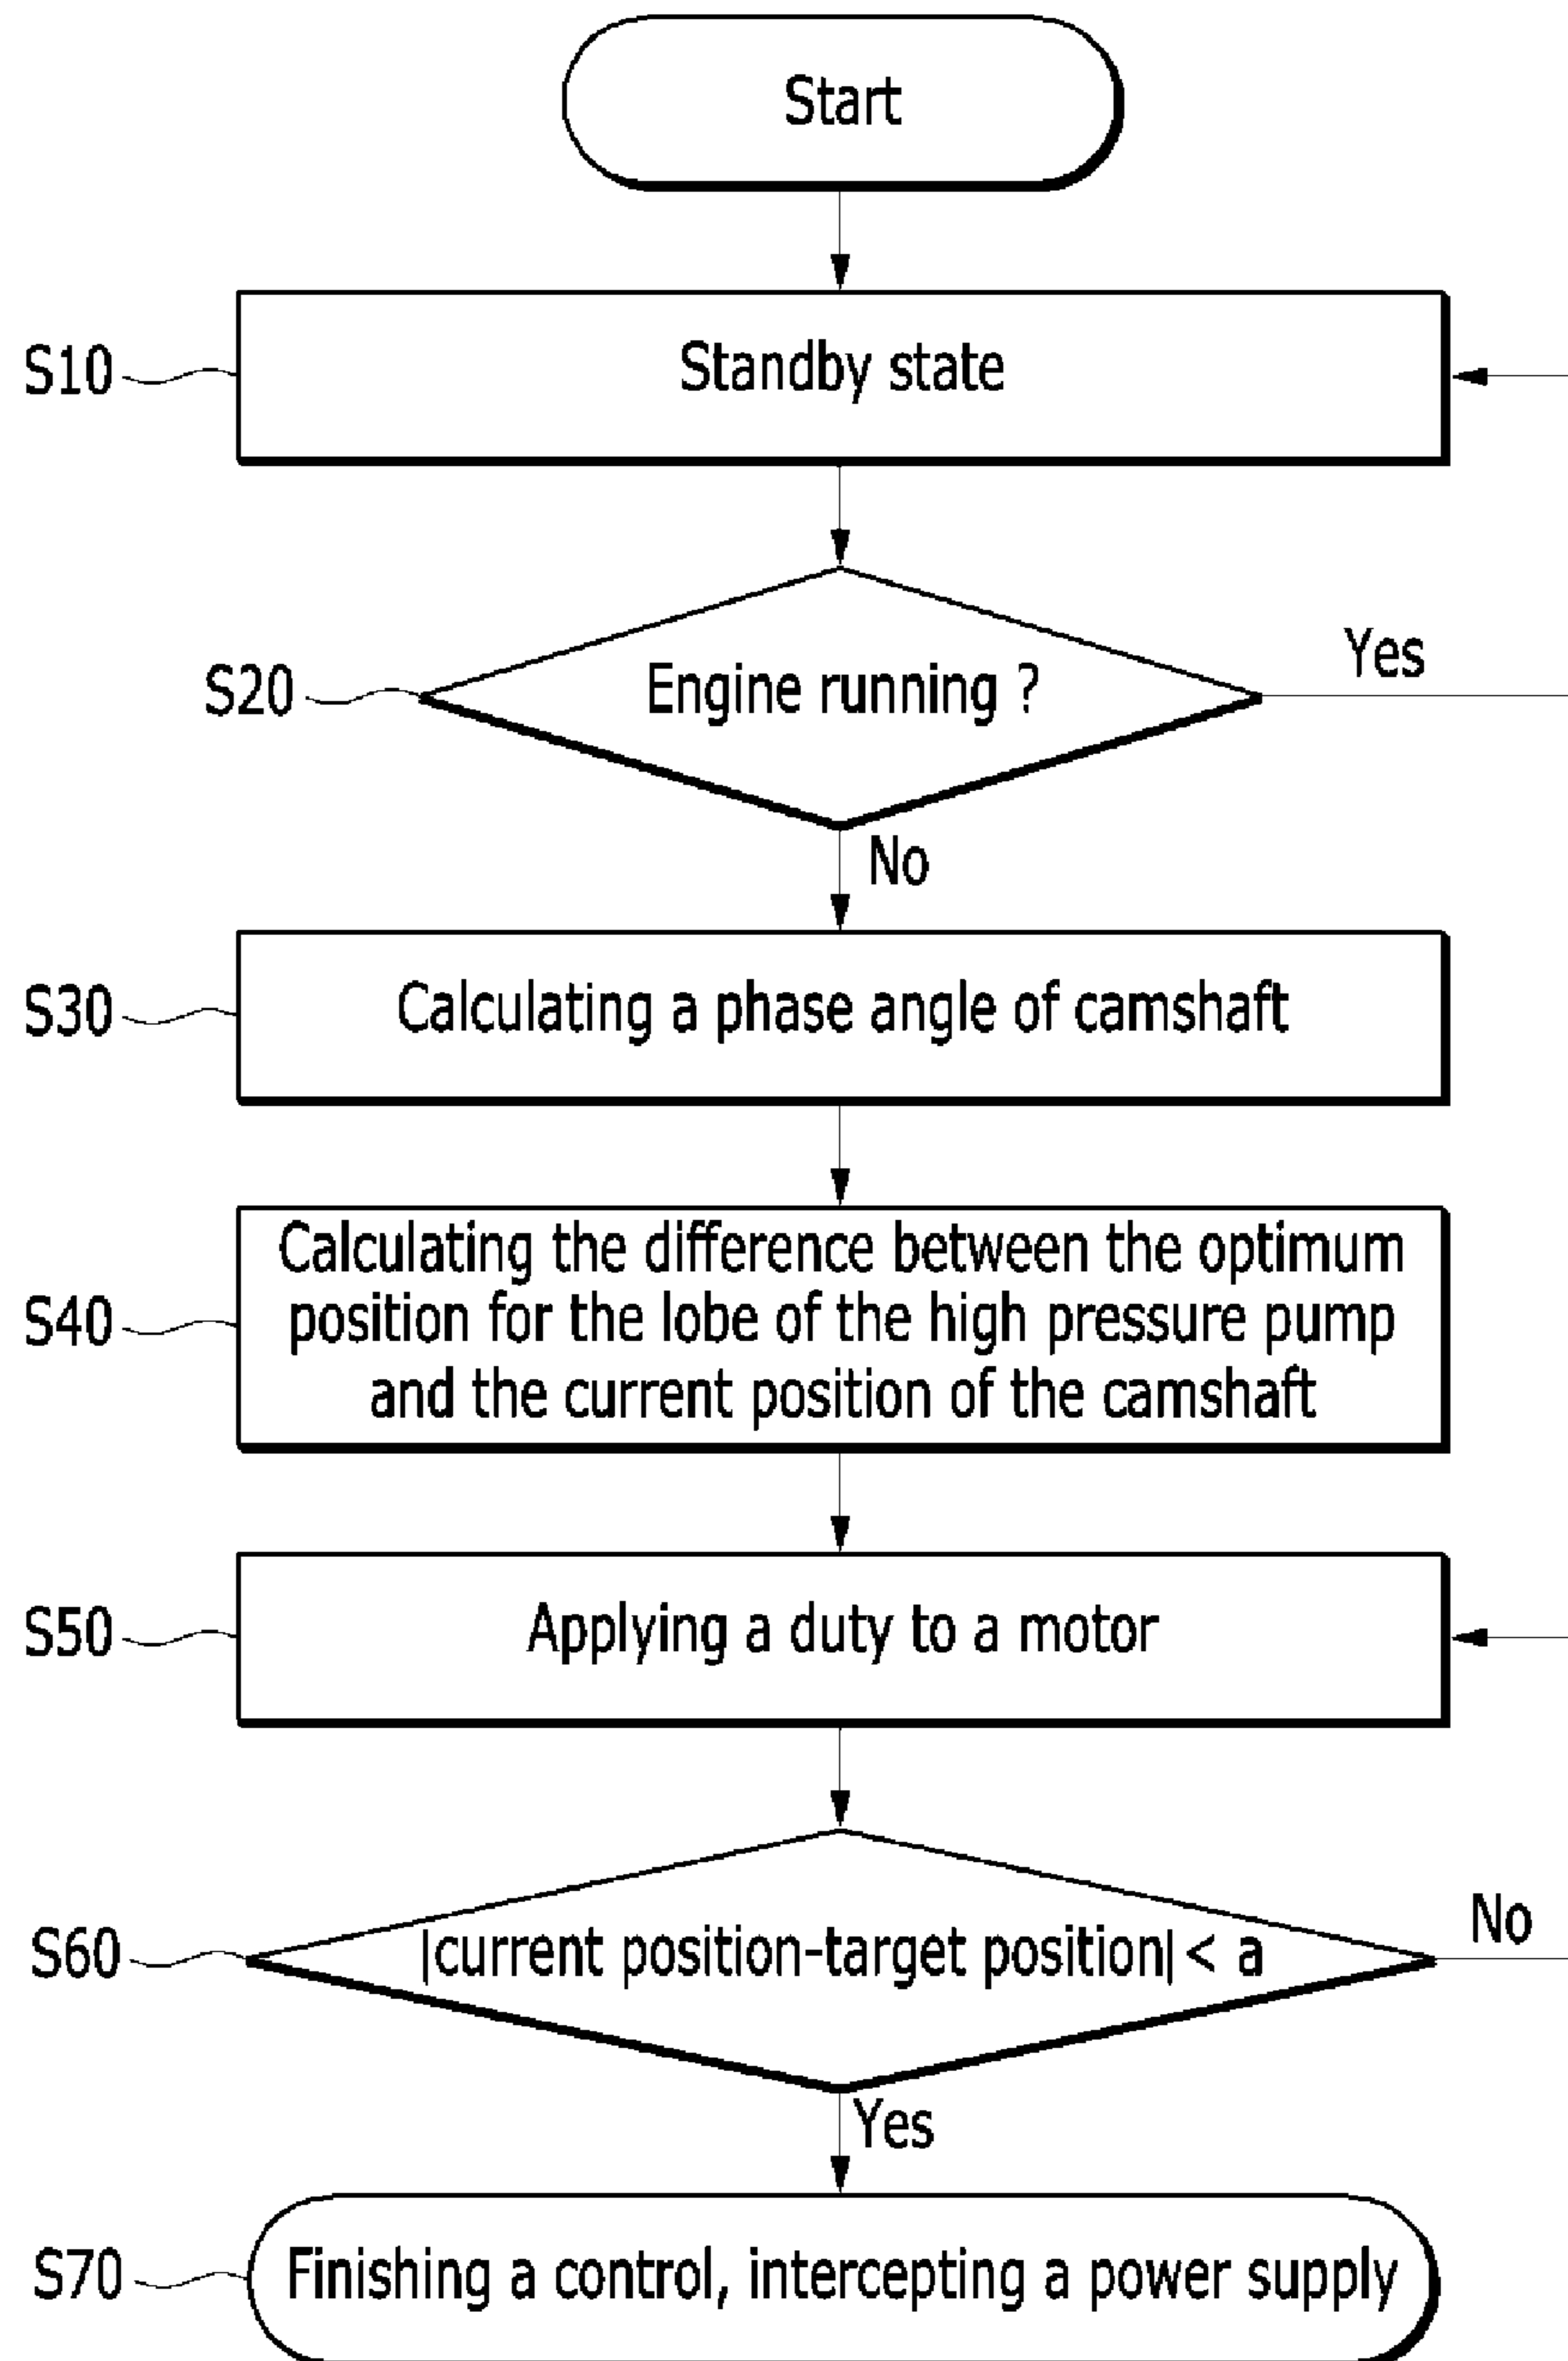 Start
S10
Standby state
S20
Engine running ?
Yes
No
S30
Calculating a phase angle of camshaft
S40
Calculating the difference between the optimum
position for the lobe of the high pressure pump
and the current position of the camshaft
S50
Applying a duty to a motor
S60
|current position-target position|< a
No
Yes
S70
Finishing a control, intercepting a power supply